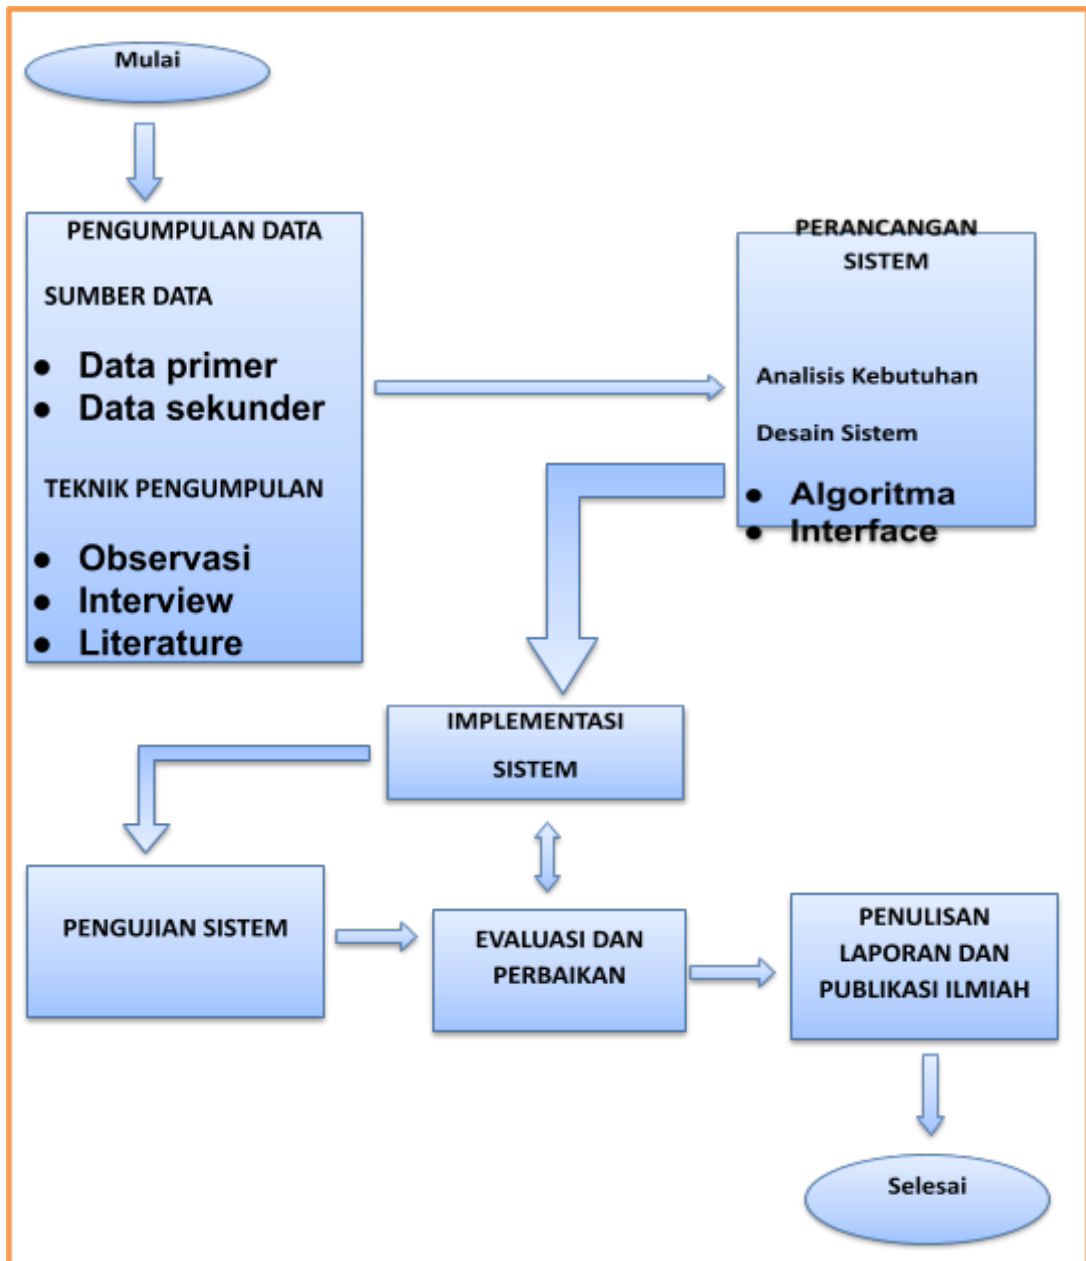 Mulai
PENGUMPULAN DATA
SUMBER DATA
● Data primer
● Data sekunder
TEKNIK PENGUMPULAN
● Observasi
● Interview
● Literature
PERANCANGAN
SISTEM
Analisis Kebutuhan
Desain Sistem
● Algoritma
● Interface
IMPLEMENTASI
SISTEM
PENGUJIAN SISTEM
EVALUASI DAN
PERBAIKAN
PENULISAN
LAPORAN DAN
PUBLIKASI ILMIAH
Selesai